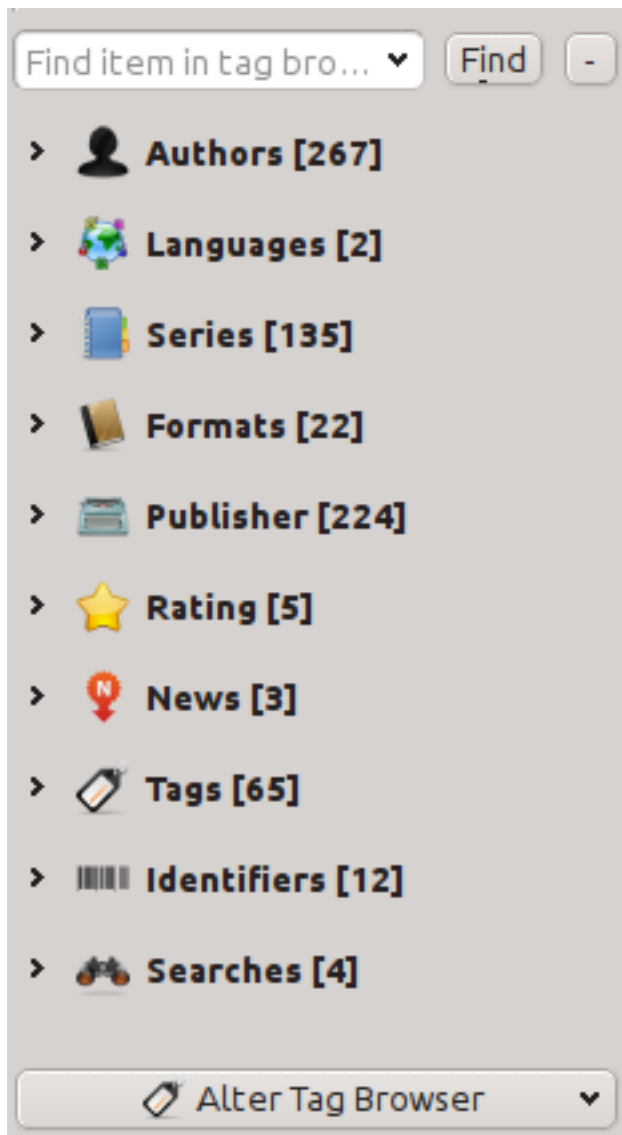 Find item in tag bro... Find -
Authors [267]
Languages [2]
Series [135]
Formats [22]
Publisher [224]
Rating [5]
N News [3]
Tags [65]
Identifiers [12]
Searches [4]
Alter Tag Browser